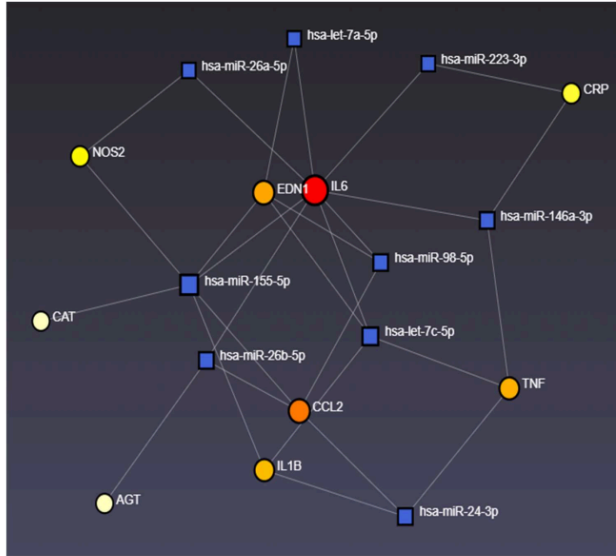 hsa-let-7a-5p
hsa-miR-223-3p
hsa-miR-26a-5p
CRP
NOS2
EDN1
IL6
hsa-miR-146a-3p
hsa-miR-98-5p
hsa-miR-155-5p
CAT
hsa-let-7c-5p
hsa-miR-26b-5p
TNF
CCL2
IL1B
AGT
hsa-miR-24-3p